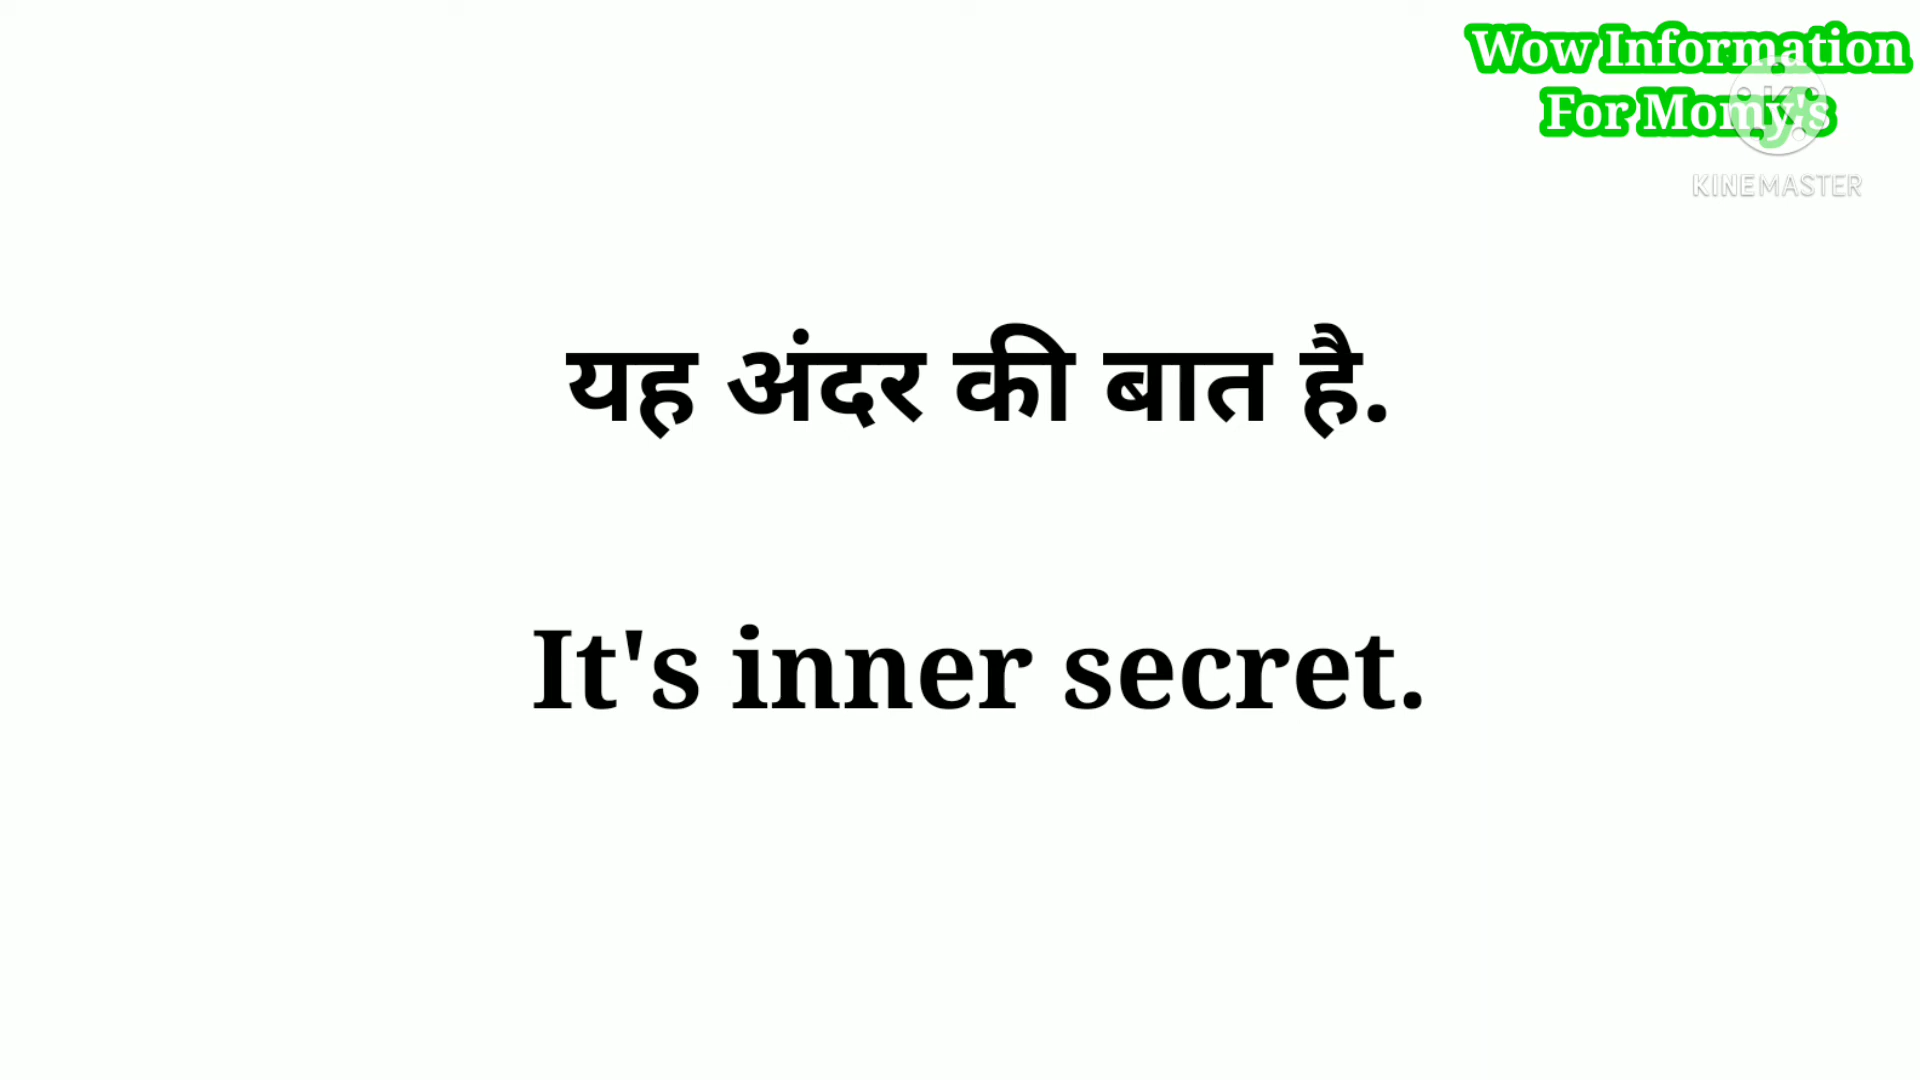 Wow Information
For Momy's
KINEMASTER
यह अंदर की बात है.
It's inner secret.